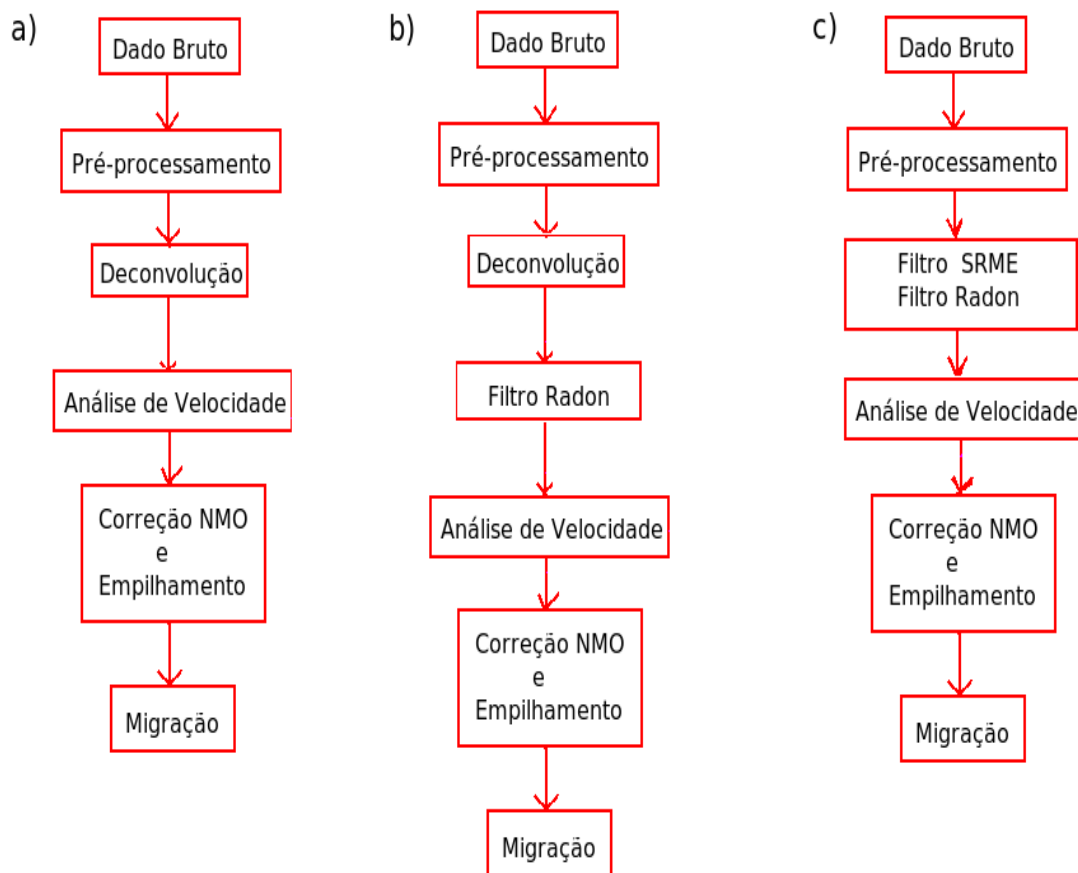 a)
Dado Bruto
Pré-processamento
Deconvolução
Análise de Velocidade
Correção NMO
e
Empilhamento
Migração
b)
Dado Bruto
Pré-processamento
Deconvolução
Filtro Radon
Análise de Velocidade
Correção NMO
e
Empilhamento
Migração
c)
Dado Bruto
Pré-processamento
Filtro SRME
Filtro Radon
Análise de Velocidade
Correção NMO
e
Empilhamento
Migração